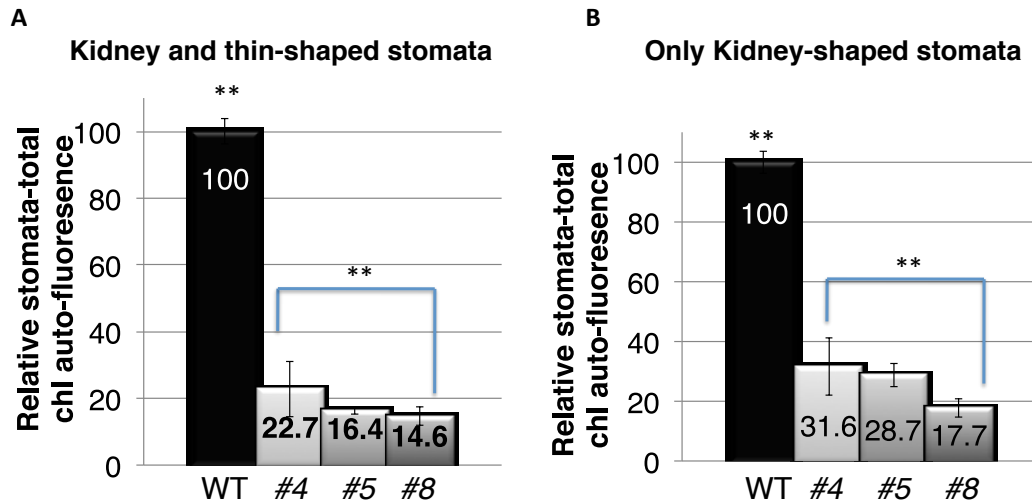 A
Kidney and thin-shaped stomata
Relative stomata-total
chl auto-fluoresence
100
80
60
40
20
0
**
100
**
22.7
16.4
14.6
WT #4 #5 #8
B
Only Kidney-shaped stomata
Relative stomata-total
chl auto-fluoresence
100
80
60
40
20
0
**
100
**
31.6
28.7
17.7
WT #4 #5 #8